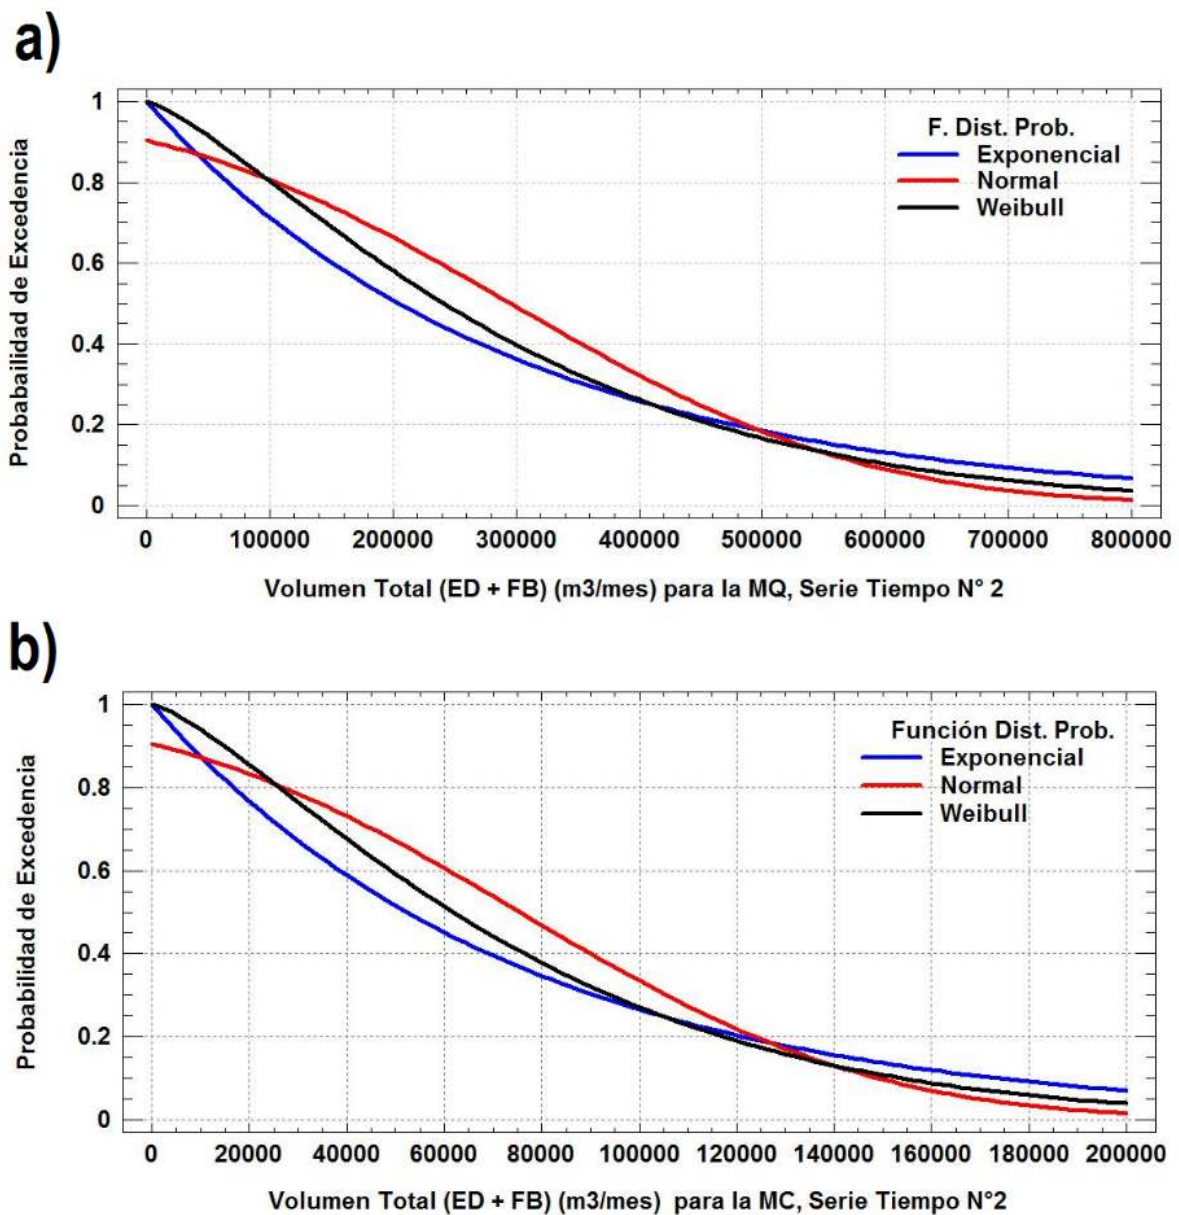 a)
Probabailidad de Excedencia
1
0.8
0.6
0.4
0.2
0
F. Dist. Prob.
Exponencial
Normal
Weibull
0 100000 200000 300000 400000 500000 600000 700000 800000
Volumen Total (ED + FB) (m3/mes) para la MQ, Serie Tiempo N° 2
b)
Probabilidad de Excedencia
1
0.8
0.6
0.4
0.2
0
Función Dist. Prob.
Exponencial
Normal
Weibull
0 20000 40000 60000 80000 100000 120000 140000 160000 180000 200000
Volumen Total (ED + FB) (m3/mes) para la MC, Serie Tiempo N°2